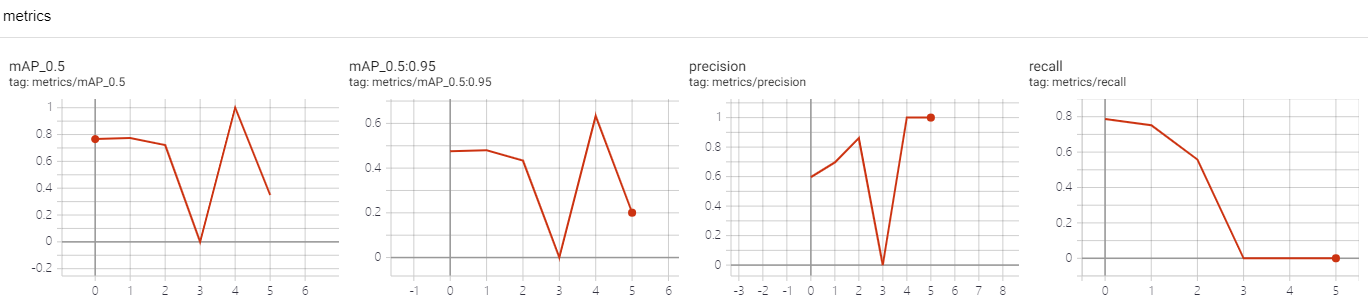 metrics
mAP_0.5
tag: metrics/mAP_0.5
1
0.8
0.6
0.4
0.2
0
-0.2
0 1 2 3 4 5 6
mAP_0.5:0.95
tag: metrics/mAP_0.5:0.95
0.6
0.4
0.2
0
-1 0 1 2 3 4 5 6
precision
tag: metrics/precision
1
0.8
0.6
0.4
0.2
0
-3 -2 -1 0 1 2 3 4 5 6 7 8
recall
tag: metrics/recall
0.8
0.6
0.4
0.2
0
0 1 2 3 4 5